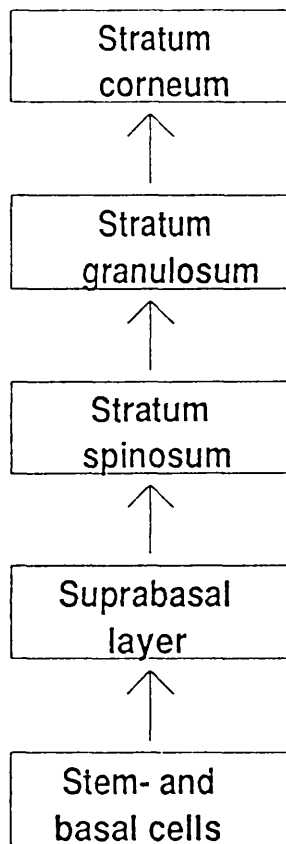 Stratum
corneum
Stratum
granulosum
Stratum
spinosum
Suprabasal
layer
Stem- and
basal cells